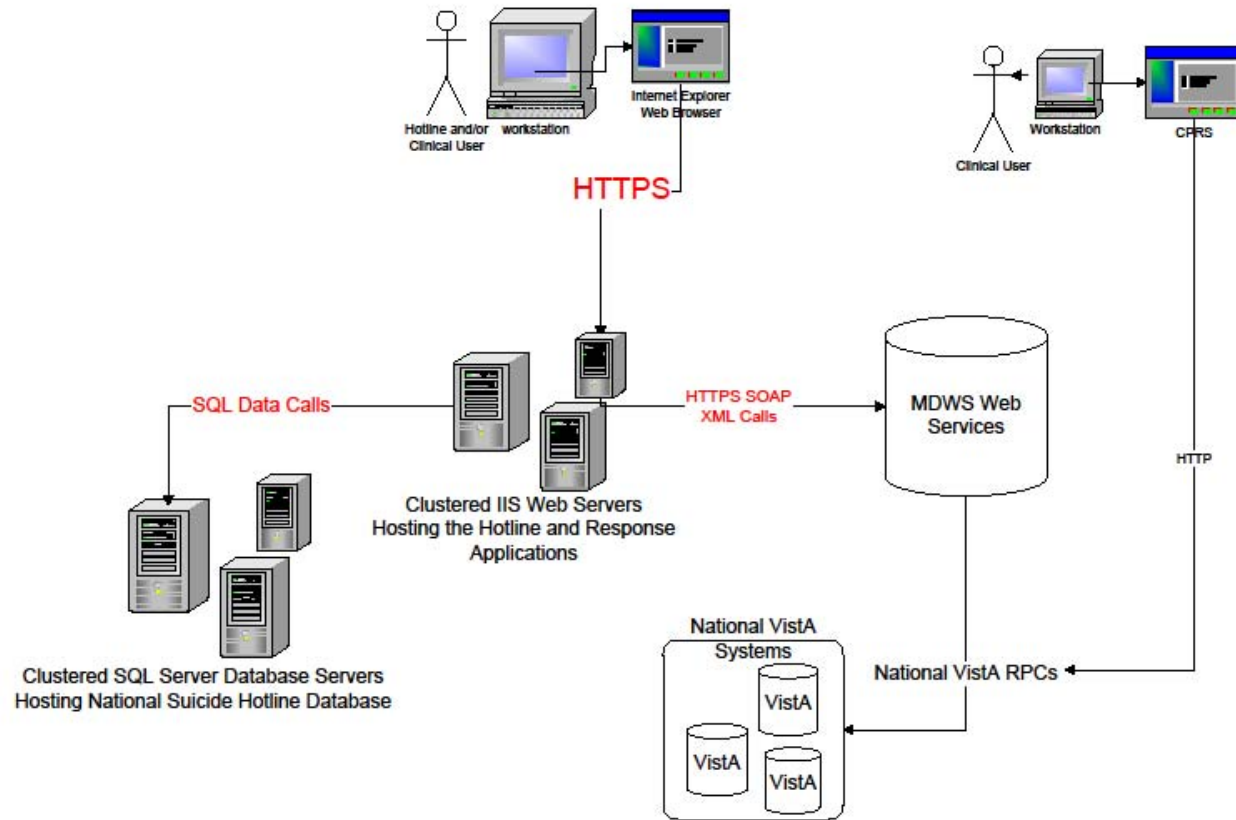 Hotline and/or
Clinical User
workstation
Internet Explorer
Web Browser
Clinical User
Workstation
CPRS
HTTPS
SQL Data Calls
HTTPS SOAP
XML Calls
MDWS Web
Services
HTTP
Clustered IIS Web Servers
Hosting the Hotline and Response
Applications
Clustered SQL Server Database Servers
Hosting National Suicide Hotline Database
National VistA
Systems
VistA
VistA
VistA
National VistA RPCs